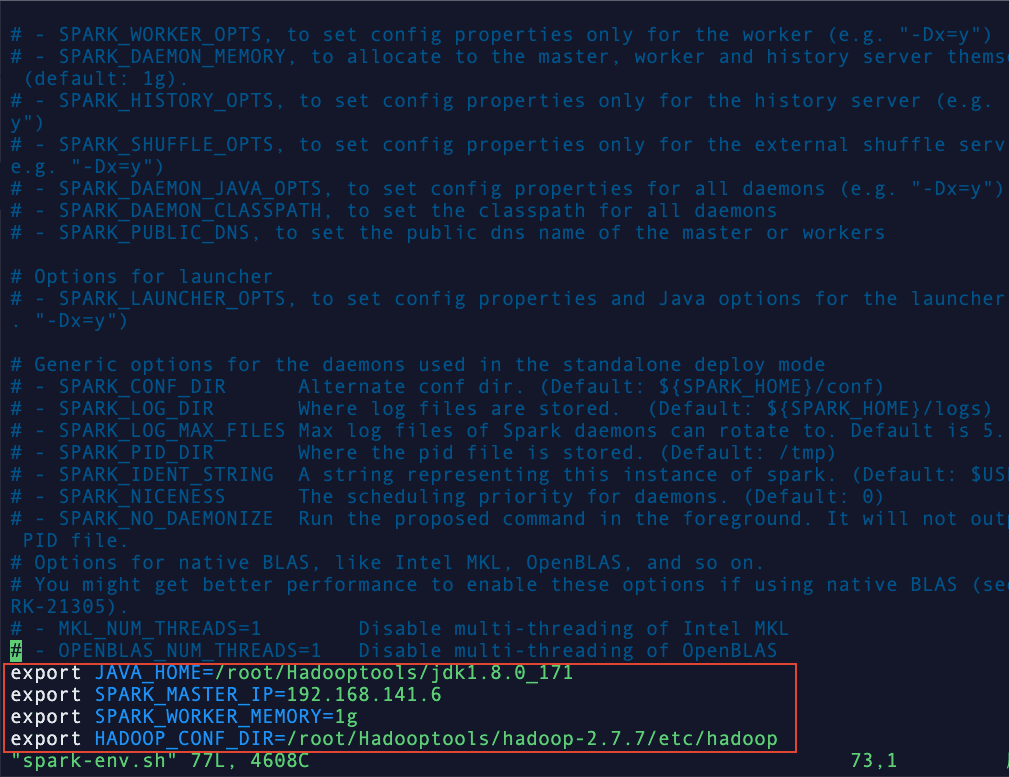 # - SPARK_WORKER_OPTS, to set config properties only for the worker (e.g. "-Dx=y")
# - SPARK_DAEMON_MEMORY, to allocate to the master, worker and history server thems
(default: 1g).
# - SPARK_HISTORY_OPTS, to set config properties only for the history server (e.g.
y")
# - SPARK_SHUFFLE_OPTS, to set config properties only for the external shuffle serv
e.g. "-Dx=y")
# - SPARK_DAEMON_JAVA_OPTS, to set config properties for all daemons (e.g. "-Dx=y")
# - SPARK_DAEMON_CLASSPATH, to set the classpath for all daemons
# - SPARK_PUBLIC_DNS, to set the public dns name of the master or workers
# Options for launcher
# - SPARK_LAUNCHER_OPTS, to set config properties and Java options for the launcher
. "-Dx=y")
# Generic options for the daemons used in the standalone deploy mode
# - SPARK_CONF_DIR      Alternate conf dir. (Default: ${SPARK_HOME}/conf)
# - SPARK_LOG_DIR       Where log files are stored.  (Default: ${SPARK_HOME}/logs)
# - SPARK_LOG_MAX_FILES Max log files of Spark daemons can rotate to. Default is 5.
# - SPARK_PID_DIR       Where the pid file is stored. (Default: /tmp)
# - SPARK_IDENT_STRING  A string representing this instance of spark. (Default: $US
# - SPARK_NICENESS      The scheduling priority for daemons. (Default: 0)
# - SPARK_NO_DAEMONIZE  Run the proposed command in the foreground. It will not out
PID file.
# Options for native BLAS, like Intel MKL, OpenBLAS, and so on.
# You might get better performance to enable these options if using native BLAS (se
RK-21305).
# - MKL_NUM_THREADS=1        Disable multi-threading of Intel MKL
# - OPENBLAS_NUM_THREADS=1   Disable multi-threading of OpenBLAS
export JAVA_HOME=/root/Hadooptools/jdk1.8.0_171
export SPARK_MASTER_IP=192.168.141.6
export SPARK_WORKER_MEMORY=1g
export HADOOP_CONF_DIR=/root/Hadooptools/hadoop-2.7.7/etc/hadoop
"spark-env.sh" 77L, 4608C 73,1